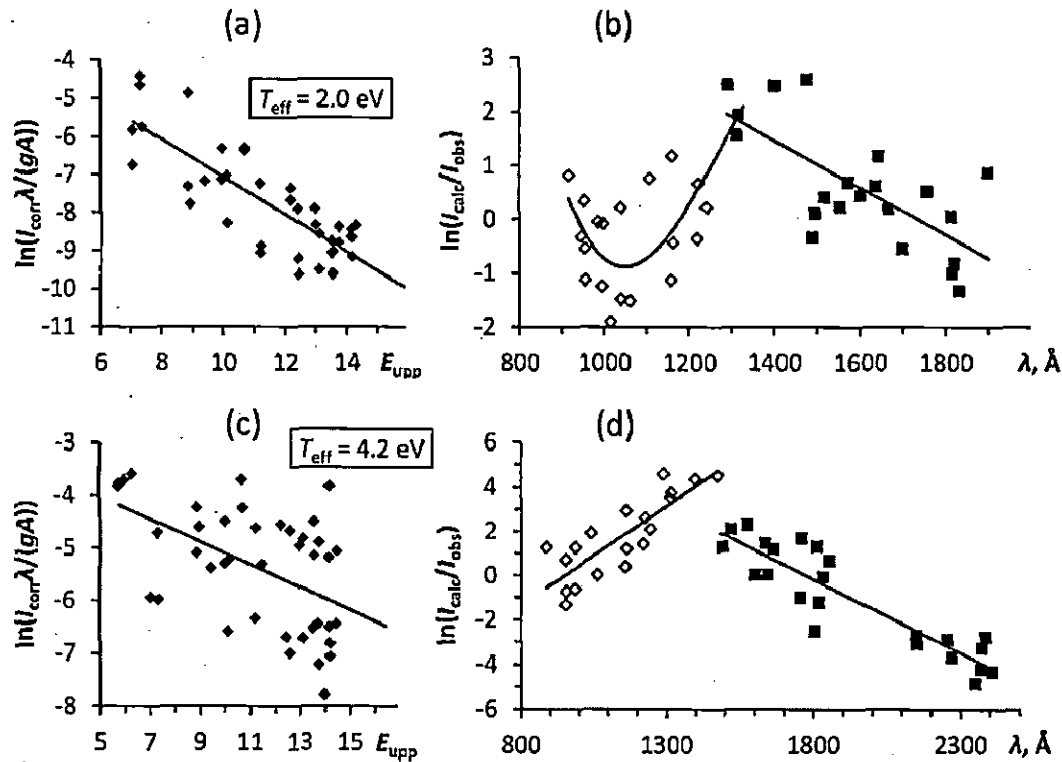 (a)
ln(I_corr λ/(gA))
-4
-5
-6
-7
-8
-9
-10
-11
T_eff = 2.0 eV
6 8 10 12 14 E_upp
(b)
ln(I_calc/I_obs)
3
2
1
0
-1
-2
800 1000 1200 1400 1600 1800 λ, Å
(c)
ln(I_corr λ/(gA))
-3
-4
-5
-6
-7
-8
T_eff = 4.2 eV
5 7 9 11 13 15 E_upp
(d)
ln(I_calc/I_obs)
6
4
2
0
-2
-4
-6
800 1300 1800 2300 λ, Å